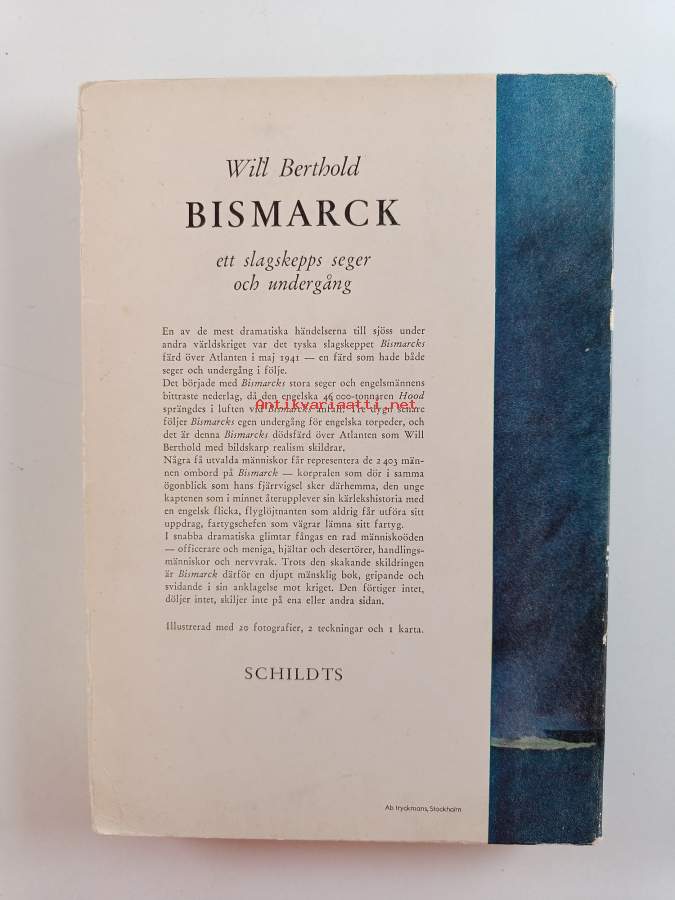 Will Berthold
BISMARCK
ett slagskepps seger
och undergång
En av de mest dramatiska händelserna till sjöss under
andra världskriget var det tyska slagskeppet Bismarcks
färd över Atlanten i maj 1941 — en färd som hade både
seger och undergång i följe.
Det började med Bismarcks stora seger och engelsmännens
bittraste nederlag, då den engelska 46 000-tonnaren Hood
sprängdes i luften vid Bismarcks anfall. Tre dygn senare
Antikvariaatti.net
följer Bismarcks egen undergång för engelska torpeder, och
det är denna Bismarcks dödsfärd över Atlanten som Will
Berthold med bildskarp realism skildrar.
Några få utvalda människor får representera de 2 403 män-
nen ombord på Bismarck — korpralen som dör i samma
ögonblick som hans fjärrvigsel sker därhemma, den unge
kaptenen som i minnet återupplever sin kärlekshistoria med
en engelsk flicka, flyglöjtnanten som aldrig får utföra sitt
uppdrag, fartygschefen som vägrar lämna sitt fartyg.
I snabba dramatiska glimtar fångas en rad människoöden
— officerare och meniga, hjältar och desertörer, handlings-
människor och nervvrak. Trots den skakande skildringen
är Bismarck därför en djupt mänsklig bok, gripande och
svidande i sin anklagelse mot kriget. Den förtiger intet,
döljer intet, skiljer inte på ena eller andra sidan.
Illustrerad med 20 fotografier, 2 teckningar och 1 karta.
SCHILDTS
Ab tryckmans, Stockholm